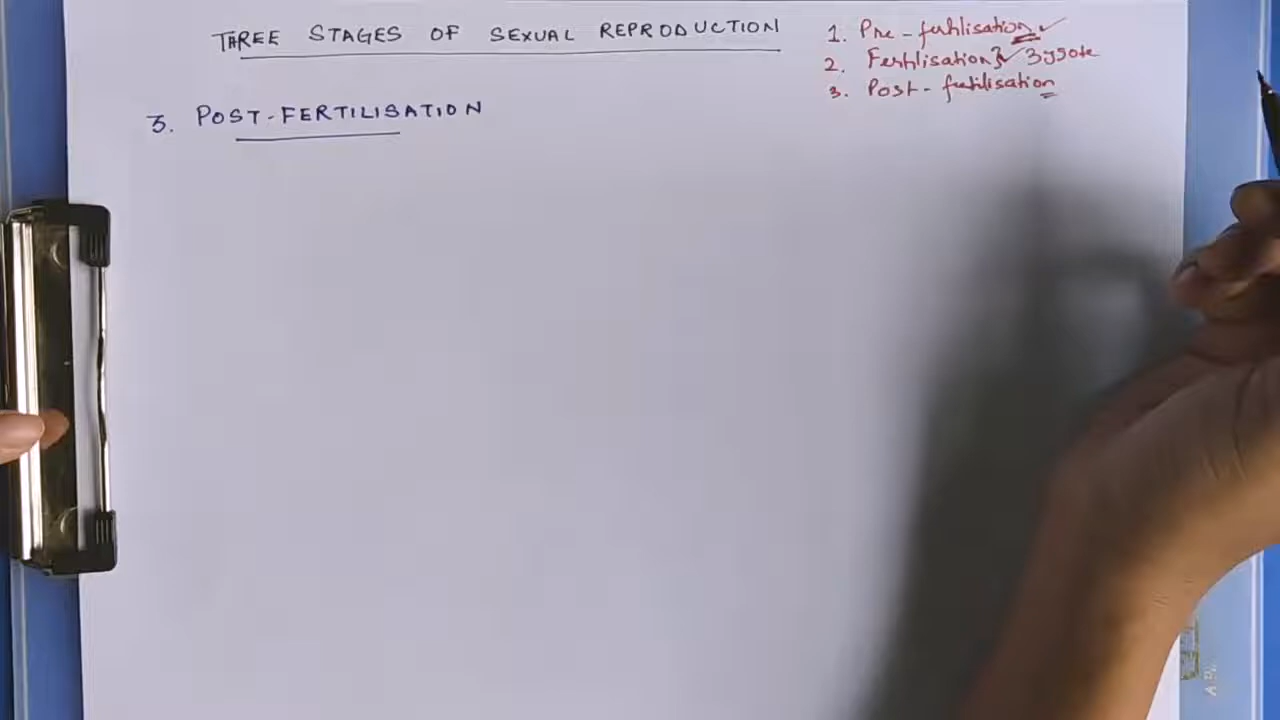 THREE STAGES OF SEXUAL REPRODUCTION
1. Pre-fertilisation ✓
2. Fertilisation} ✓ Zygote
3. Post-fertilisation
3. POST-FERTILISATION